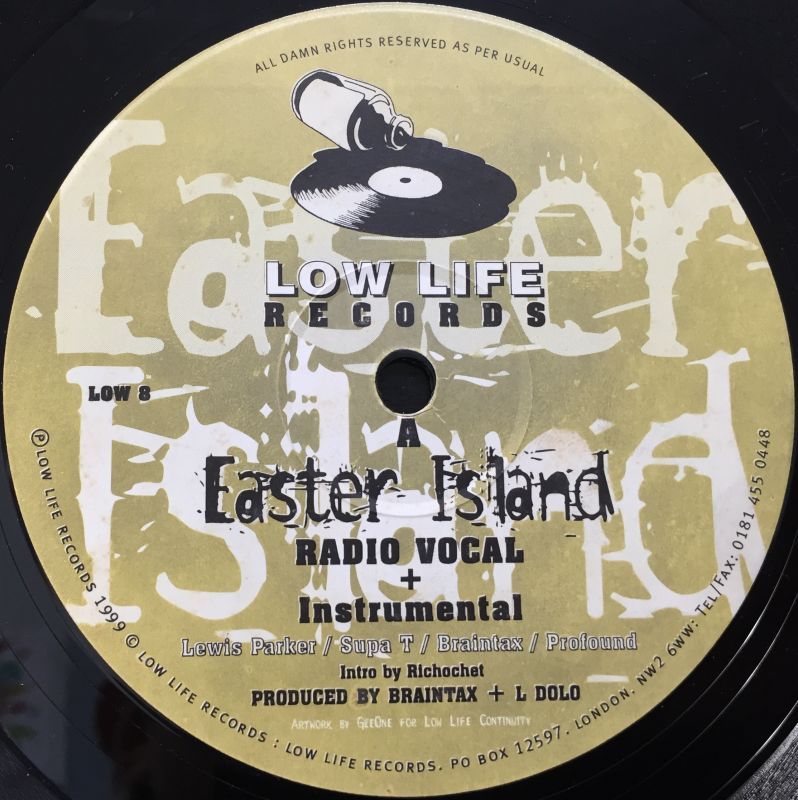 ALL DAMN RIGHTS RESERVED AS PER USUAL
Easter
Island
LOW LIFE
RECORDS
LOW 8
A
Easter Island
RADIO VOCAL
+
Instrumental
Lewis Parker / Supa T / Braintax / Profound
Intro by Richochet
PRODUCED BY BRAINTAX + L DOLO
ARTWORK BY GEEONE FOR LOW LIFE CONTINUITY
℗ LOW LIFE RECORDS 1999 © LOW LIFE RECORDS : LOW LIFE RECORDS. PO BOX 12597. LONDON. NW2 6WW: TEL/FAX: 0181 455 0448